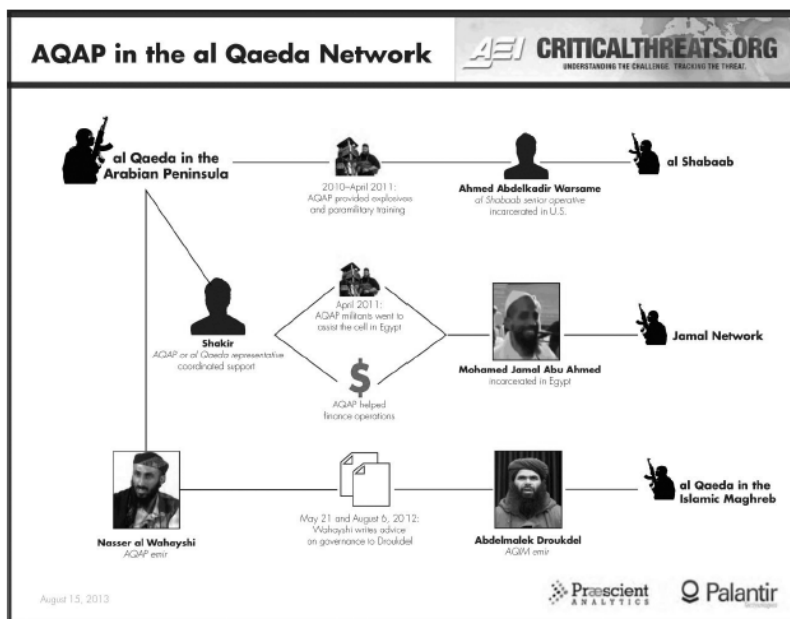 AQAP in the al Qaeda Network
AEI
CRITICALTHREATS.ORG
UNDERSTANDING THE CHALLENGE. TRACKING THE THREAT.
al Qaeda in the
Arabian Peninsula
2010–April 2011:
AQAP provided explosives
and paramilitary training
Ahmed Abdelkadir Warsame
al Shabaab senior operative
incarcerated in U.S.
al Shabaab
Shakir
AQAP or al Qaeda representative
coordinated support
April 2011:
AQAP militants went to
assist the cell in Egypt
$
AQAP helped
finance operations
Mohamed Jamal Abu Ahmed
incarcerated in Egypt
Jamal Network
Nasser al Wahayshi
AQAP emir
May 21 and August 6, 2012:
Wahayshi writes advice
on governance to Droukdel
Abdelmalek Droukdel
AQIM emir
al Qaeda in the
Islamic Maghreb
August 15, 2013
Præscient
ANALYTICS
Palantir
Technologies